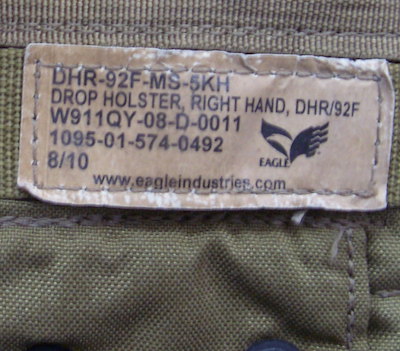 DHR-92F-MS-5KH
DROP HOLSTER, RIGHT HAND, DHR/92F
W911QY-08-D-0011
1095-01-574-0492
8/10
EAGLE
www.eagleindustries.com